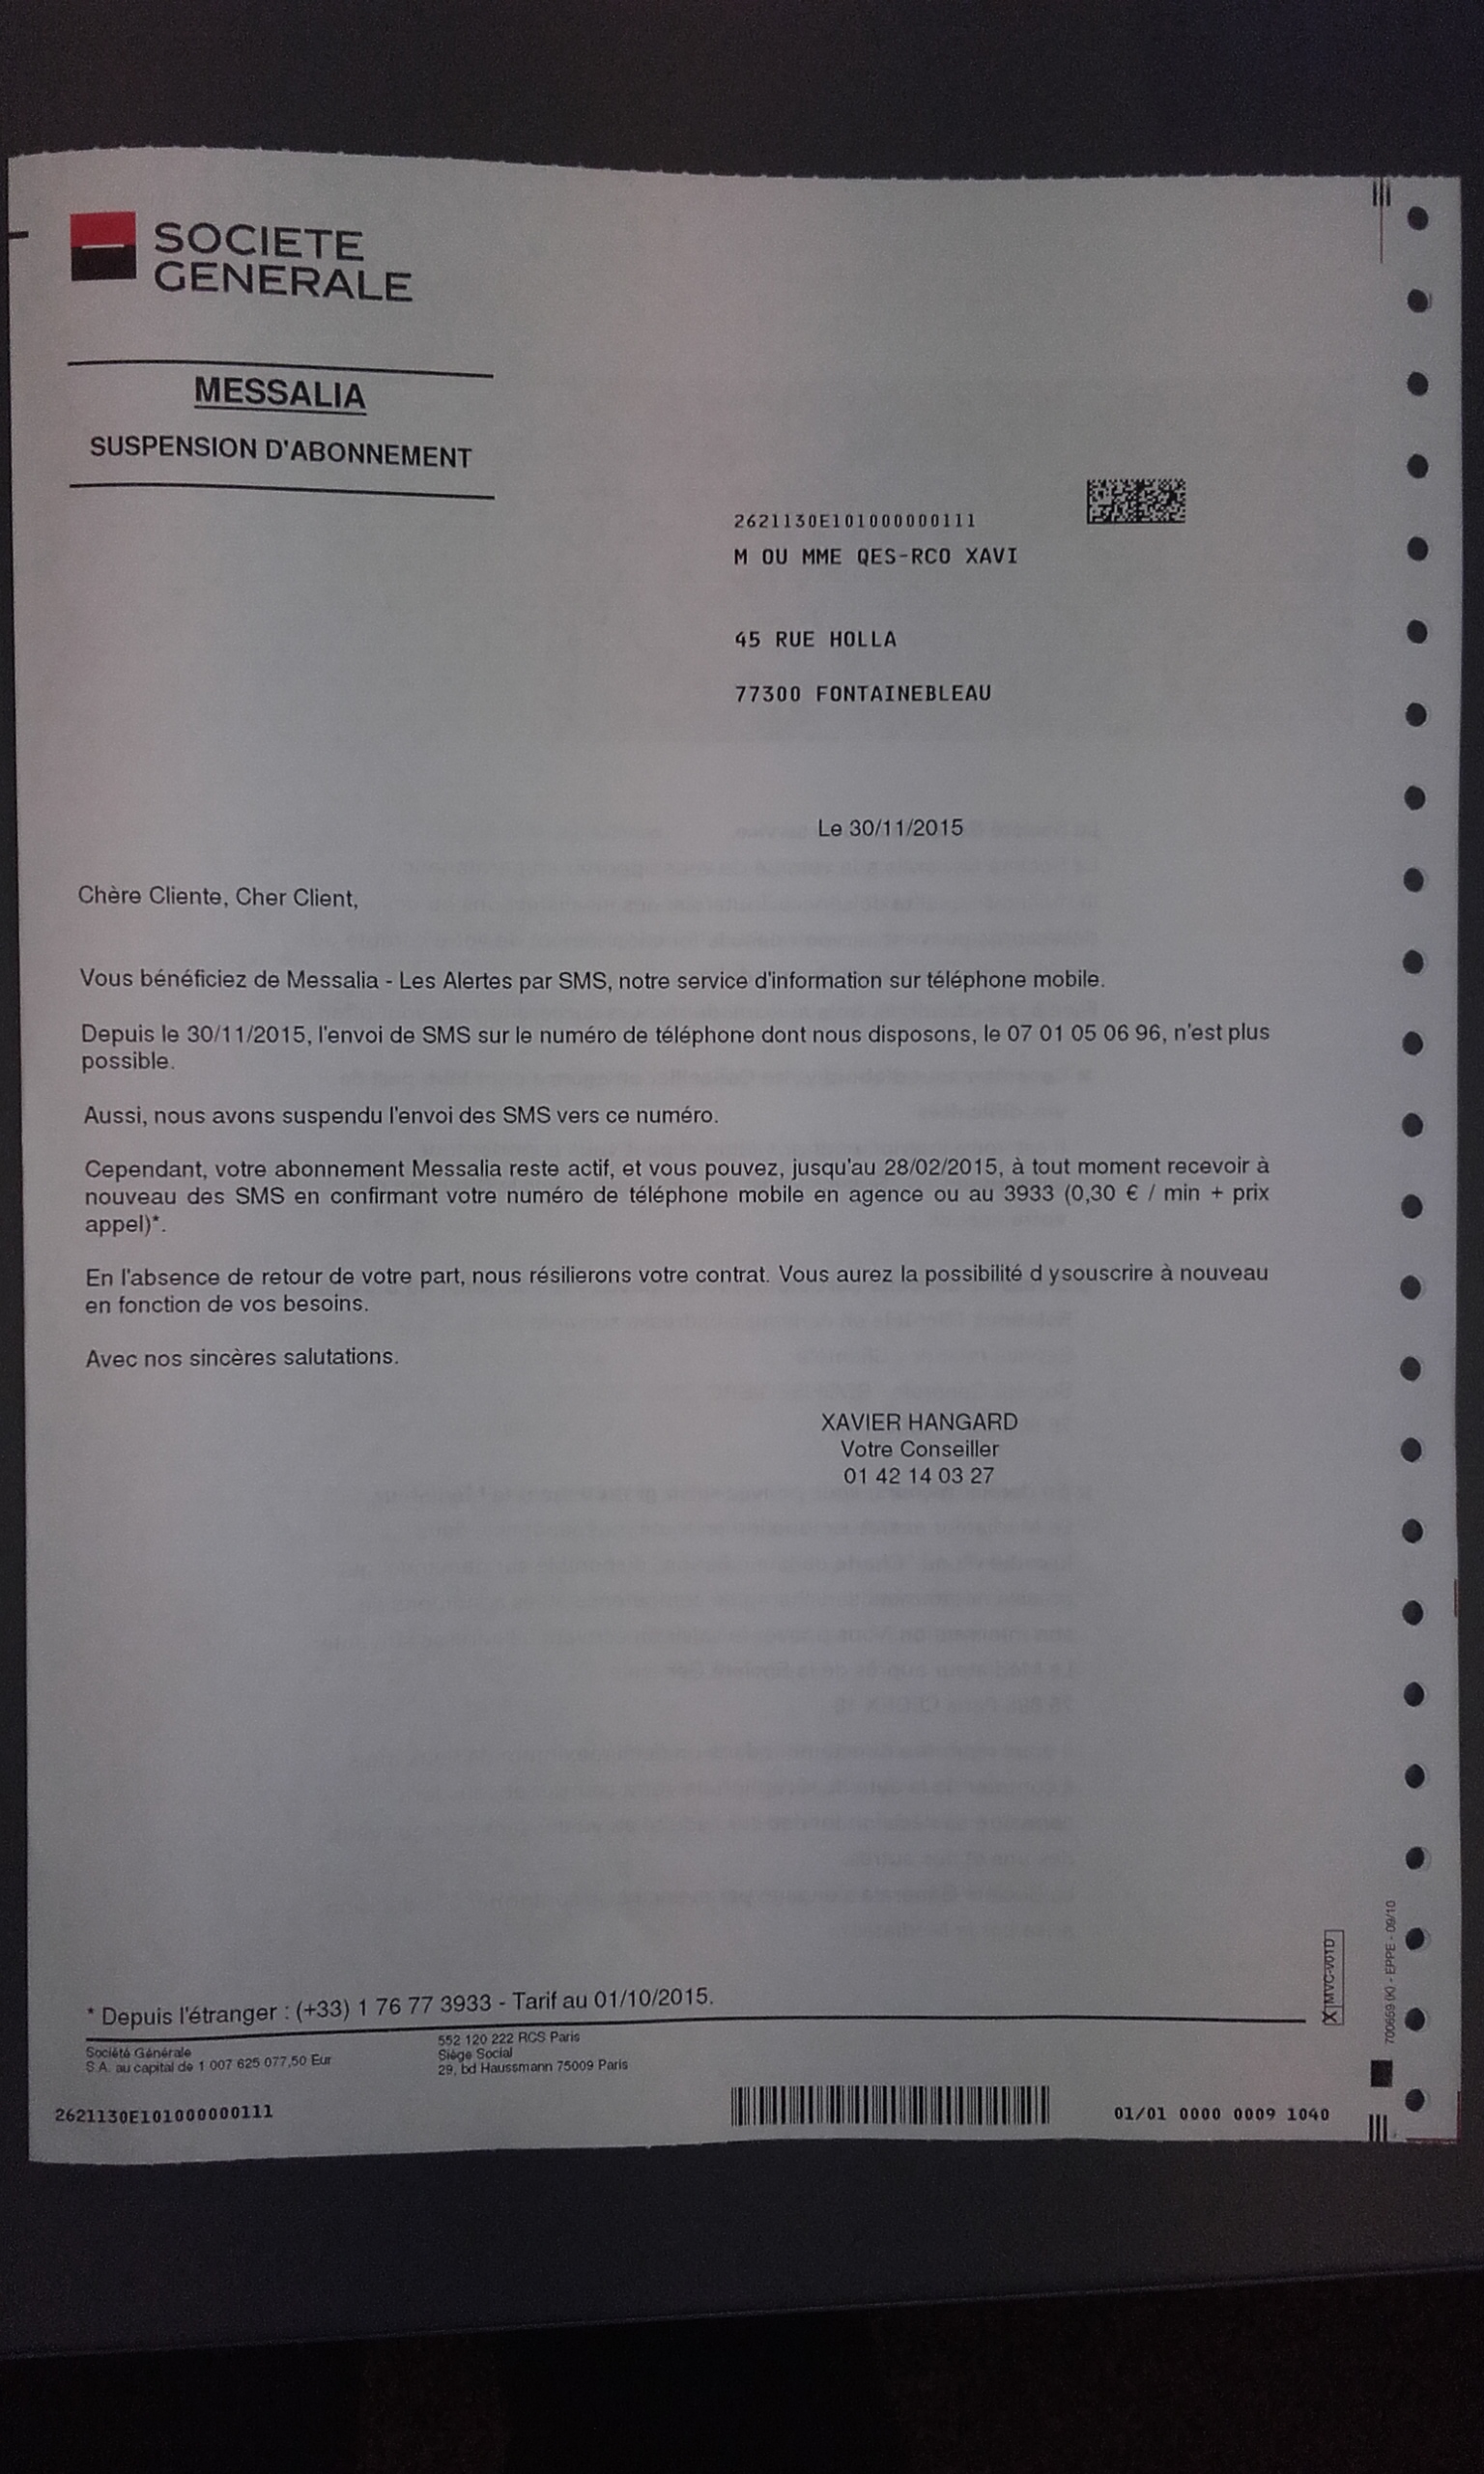 SOCIETE
GENERALE
MESSALIA
SUSPENSION D'ABONNEMENT
2621130E101000000111
M OU MME QES-RCO XAVI
45 RUE HOLLA
77300 FONTAINEBLEAU
Le 30/11/2015
Chère Cliente, Cher Client,
Vous bénéficiez de Messalia - Les Alertes par SMS, notre service d'information sur téléphone mobile.
Depuis le 30/11/2015, l'envoi de SMS sur le numéro de téléphone dont nous disposons, le 07 01 05 06 96, n'est plus
possible.
Aussi, nous avons suspendu l'envoi des SMS vers ce numéro.
Cependant, votre abonnement Messalia reste actif, et vous pouvez, jusqu'au 28/02/2015, à tout moment recevoir à
nouveau des SMS en confirmant votre numéro de téléphone mobile en agence ou au 3933 (0,30 € / min + prix
appel)*.
En l'absence de retour de votre part, nous résilierons votre contrat. Vous aurez la possibilité d ysouscrire à nouveau
en fonction de vos besoins.
Avec nos sincères salutations.
XAVIER HANGARD
Votre Conseiller
01 42 14 03 27
* Depuis l'étranger : (+33) 1 76 77 3933 - Tarif au 01/10/2015.
Société Générale
S.A. au capital de 1 007 625 077,50 Eur
552 120 222 RCS Paris
Siège Social
29, bd Haussmann 75009 Paris
2621130E101000000111
01/01 0000 0009 1040
X MVC-V01D
700659 (K) - EPPE - 09/10